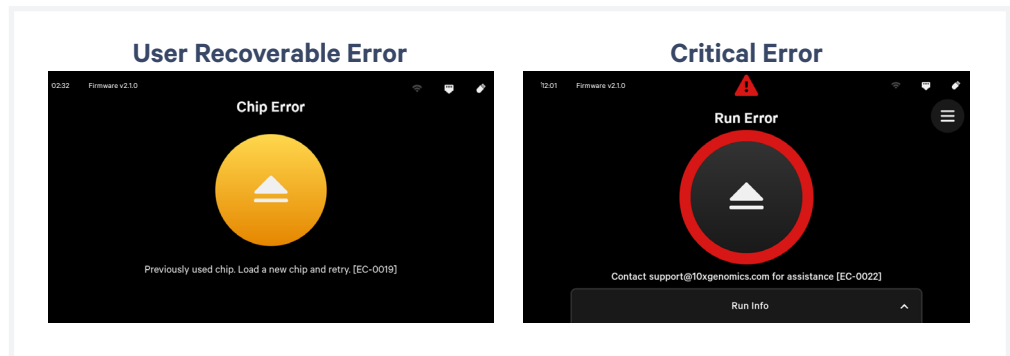 User Recoverable Error
02:32 Firmware v2.1.0
Chip Error
Previously used chip. Load a new chip and retry. [EC-0019]
Critical Error
12:01 Firmware v2.1.0
Run Error
Contact support@10xgenomics.com for assistance [EC-0022]
Run Info